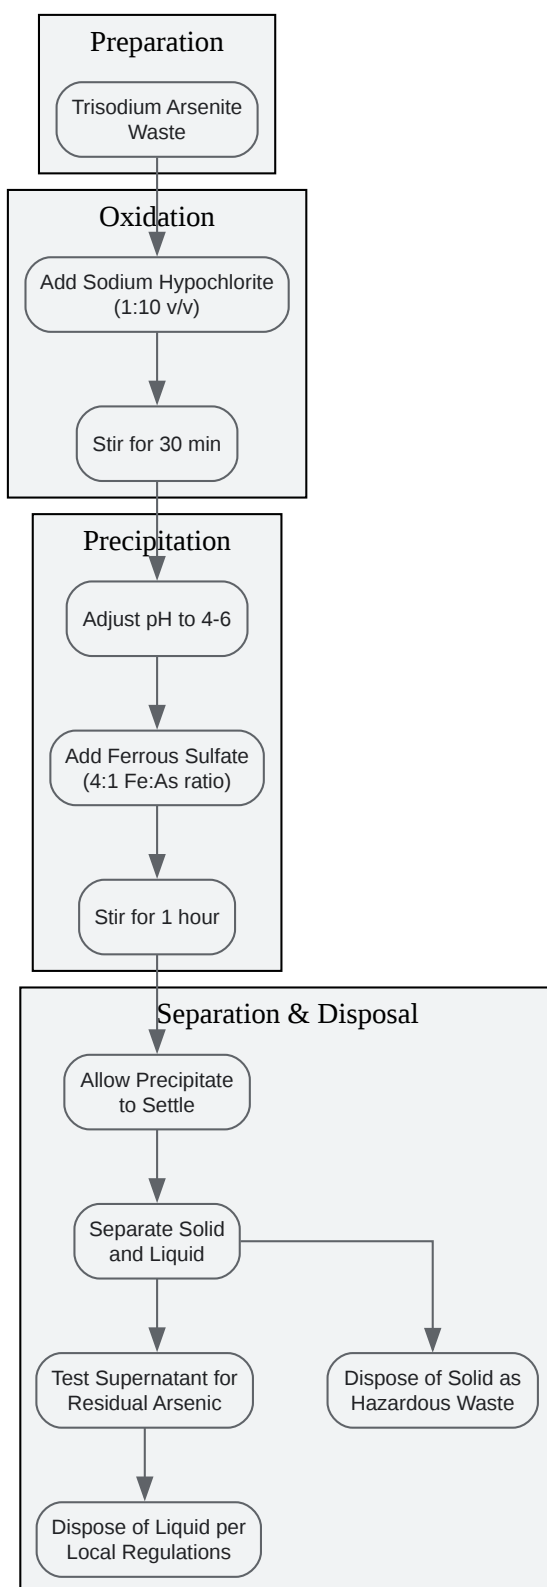 Preparation
Trisodium Arsenite
Waste
Oxidation
Add Sodium Hypochlorite
(1:10 v/v)
Stir for 30 min
Precipitation
Adjust pH to 4-6
Add Ferrous Sulfate
(4:1 Fe:As ratio)
Stir for 1 hour
Separation & Disposal
Allow Precipitate
to Settle
Separate Solid
and Liquid
Test Supernatant for
Residual Arsenic
Dispose of Solid as
Hazardous Waste
Dispose of Liquid per
Local Regulations